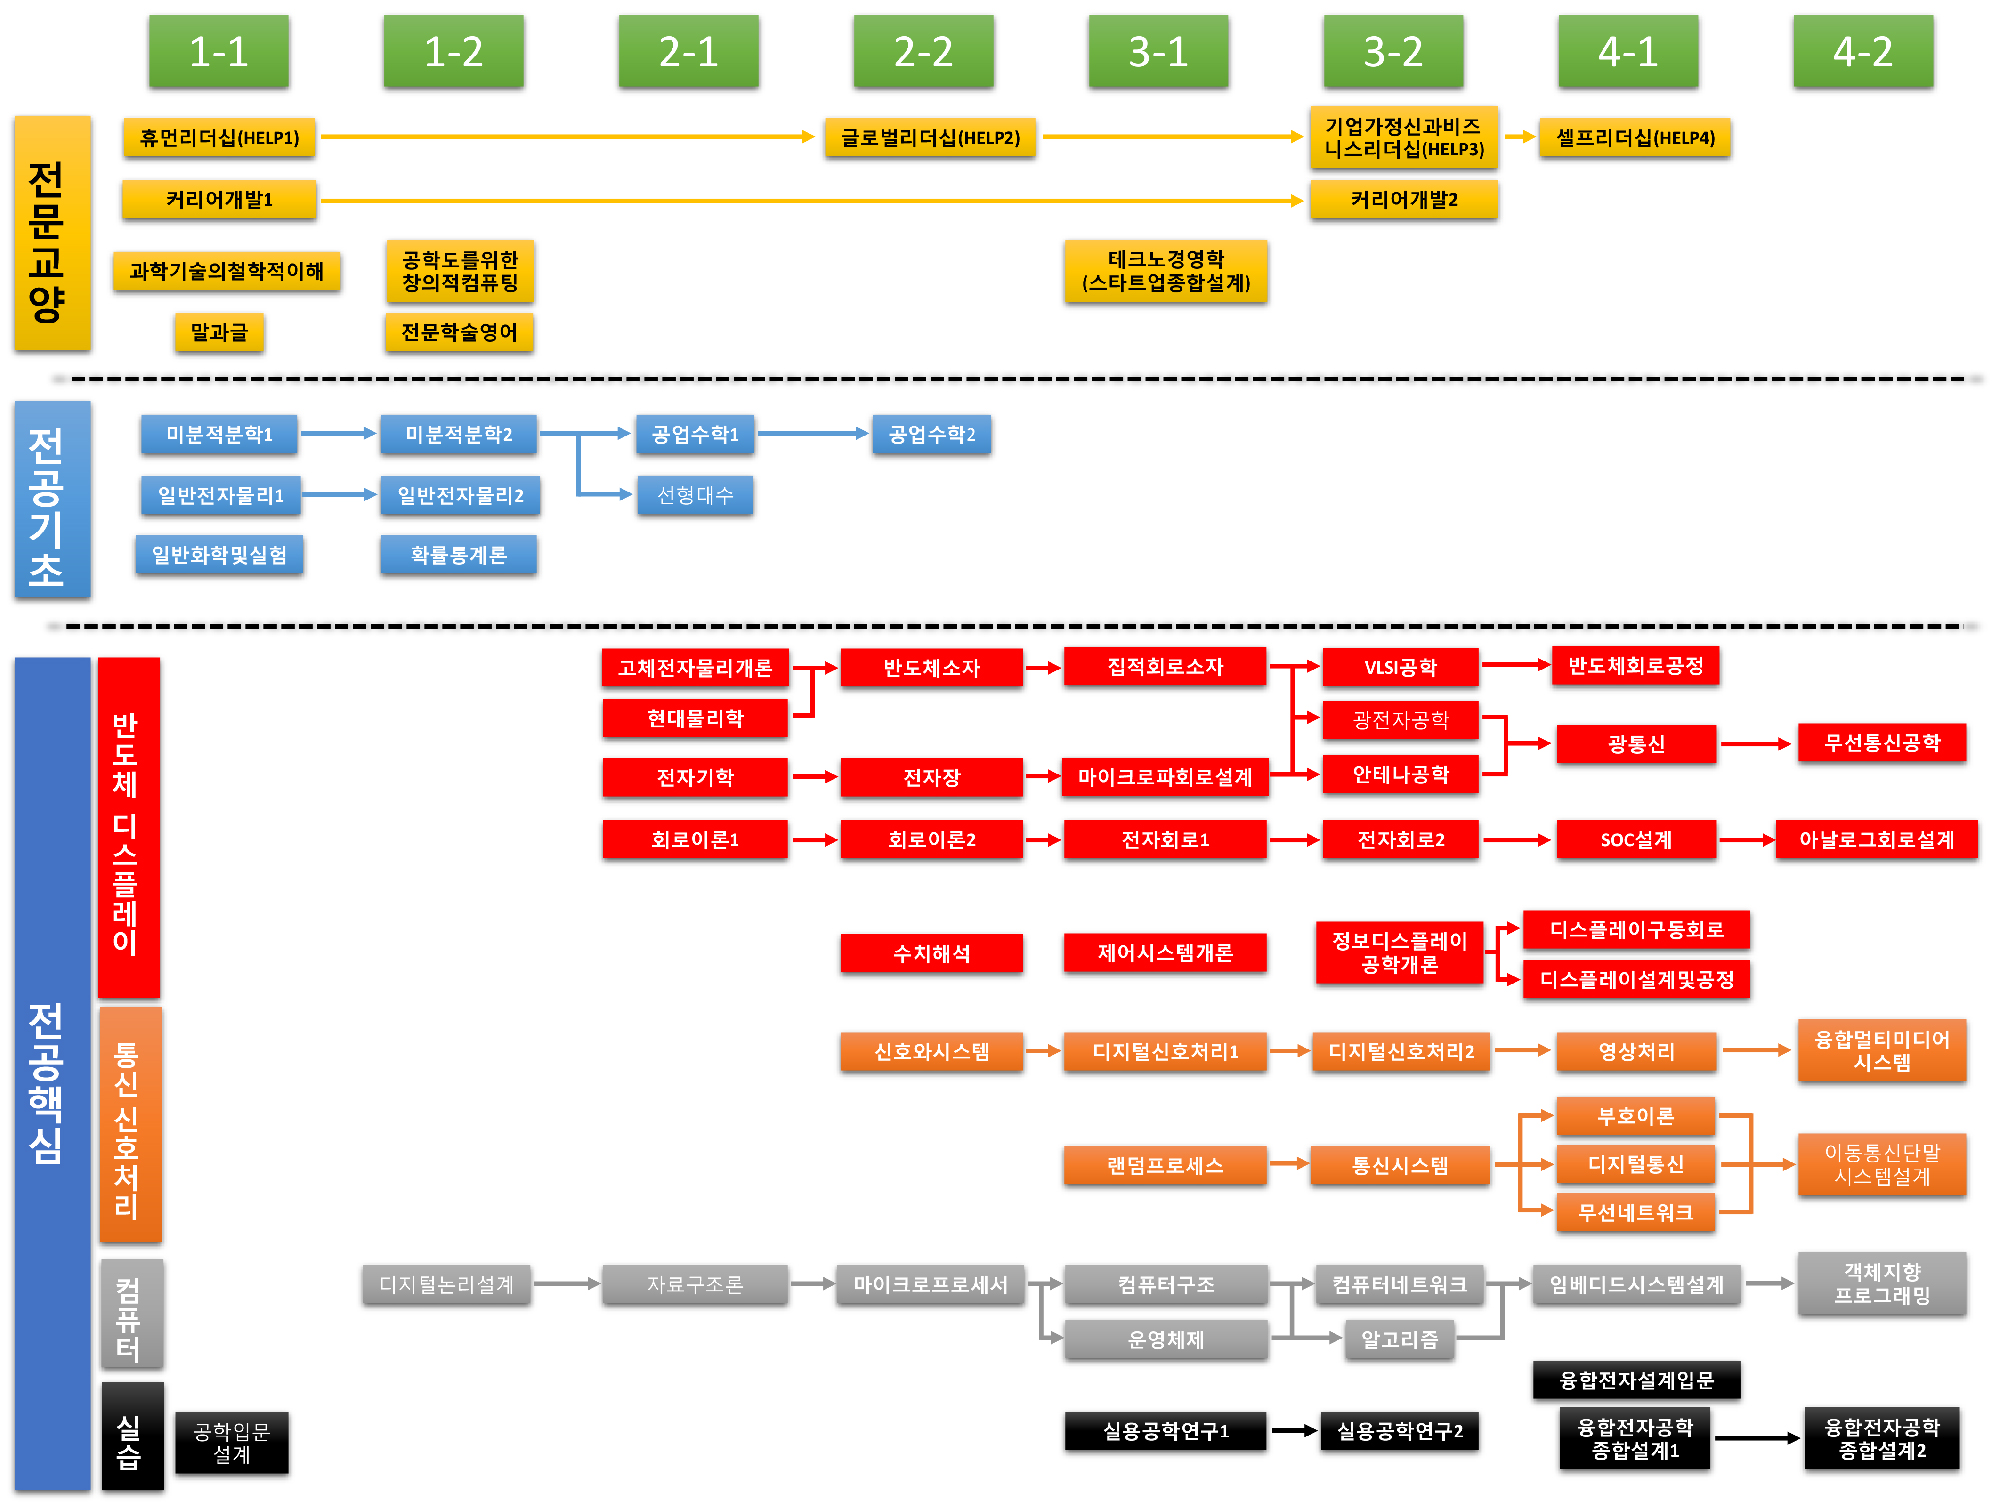 1-1
1-2
2-1
2-2
3-1
3-2
4-1
4-2
전문교양
휴먼리더십(HELP1)
글로벌리더십(HELP2)
기업가정신과비즈
니스리더십(HELP3)
셀프리더십(HELP4)
커리어개발1
커리어개발2
과학기술의철학적이해
공학도를위한
창의적컴퓨팅
테크노경영학
(스타트업종합설계)
말과글
전문학술영어
전공기초
미분적분학1
미분적분학2
공업수학1
공업수학2
일반전자물리1
일반전자물리2
선형대수
일반화학및실험
확률통계론
전공핵심
반도체 디스플레이
고체전자물리개론
반도체소자
집적회로소자
VLSI공학
반도체회로공정
현대물리학
광전자공학
광통신
무선통신공학
전자기학
전자장
마이크로파회로설계
안테나공학
회로이론1
회로이론2
전자회로1
전자회로2
SOC설계
아날로그회로설계
수치해석
제어시스템개론
정보디스플레이
공학개론
디스플레이구동회로
디스플레이설계및공정
통신 신호처리
신호와시스템
디지털신호처리1
디지털신호처리2
영상처리
융합멀티미디어
시스템
랜덤프로세스
통신시스템
부호이론
디지털통신
무선네트워크
이동통신단말
시스템설계
컴퓨터
디지털논리설계
자료구조론
마이크로프로세서
컴퓨터구조
컴퓨터네트워크
임베디드시스템설계
객체지향
프로그래밍
운영체제
알고리즘
실습
공학입문
설계
실용공학연구1
실용공학연구2
융합전자설계입문
융합전자공학
종합설계1
융합전자공학
종합설계2